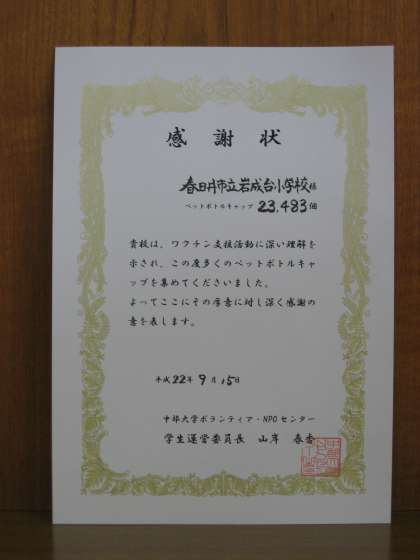 感謝状
春日井市立岩成台小学校様
ペットボトルキャップ 23,483個
貴校は、ワクチン支援活動に深い理解を
示され、この度多くのペットボトルキャ
ップを集めてくださいました。
よってここにその厚意に対し深く感謝の
意を表します。
平成22年 9月 15日
中部大学ボランティア・NPOセンター
学生運営委員長 山岸 春香